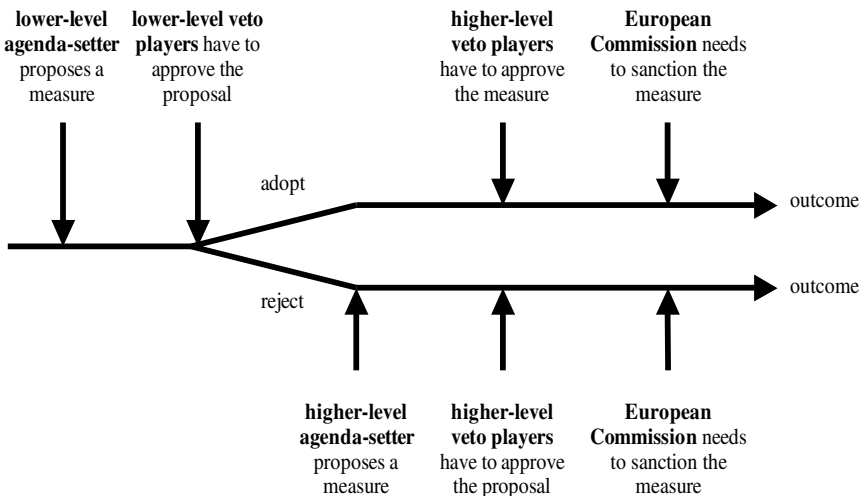 lower-level
agenda-setter
proposes a
measure
lower-level veto
players have to
approve the
proposal
higher-level
veto players
have to approve
the measure
European
Commission needs
to sanction the
measure
adopt
outcome
reject
outcome
higher-level
agenda-setter
proposes a
measure
higher-level
veto players
have to approve
the proposal
European
Commission needs
to sanction the
measure